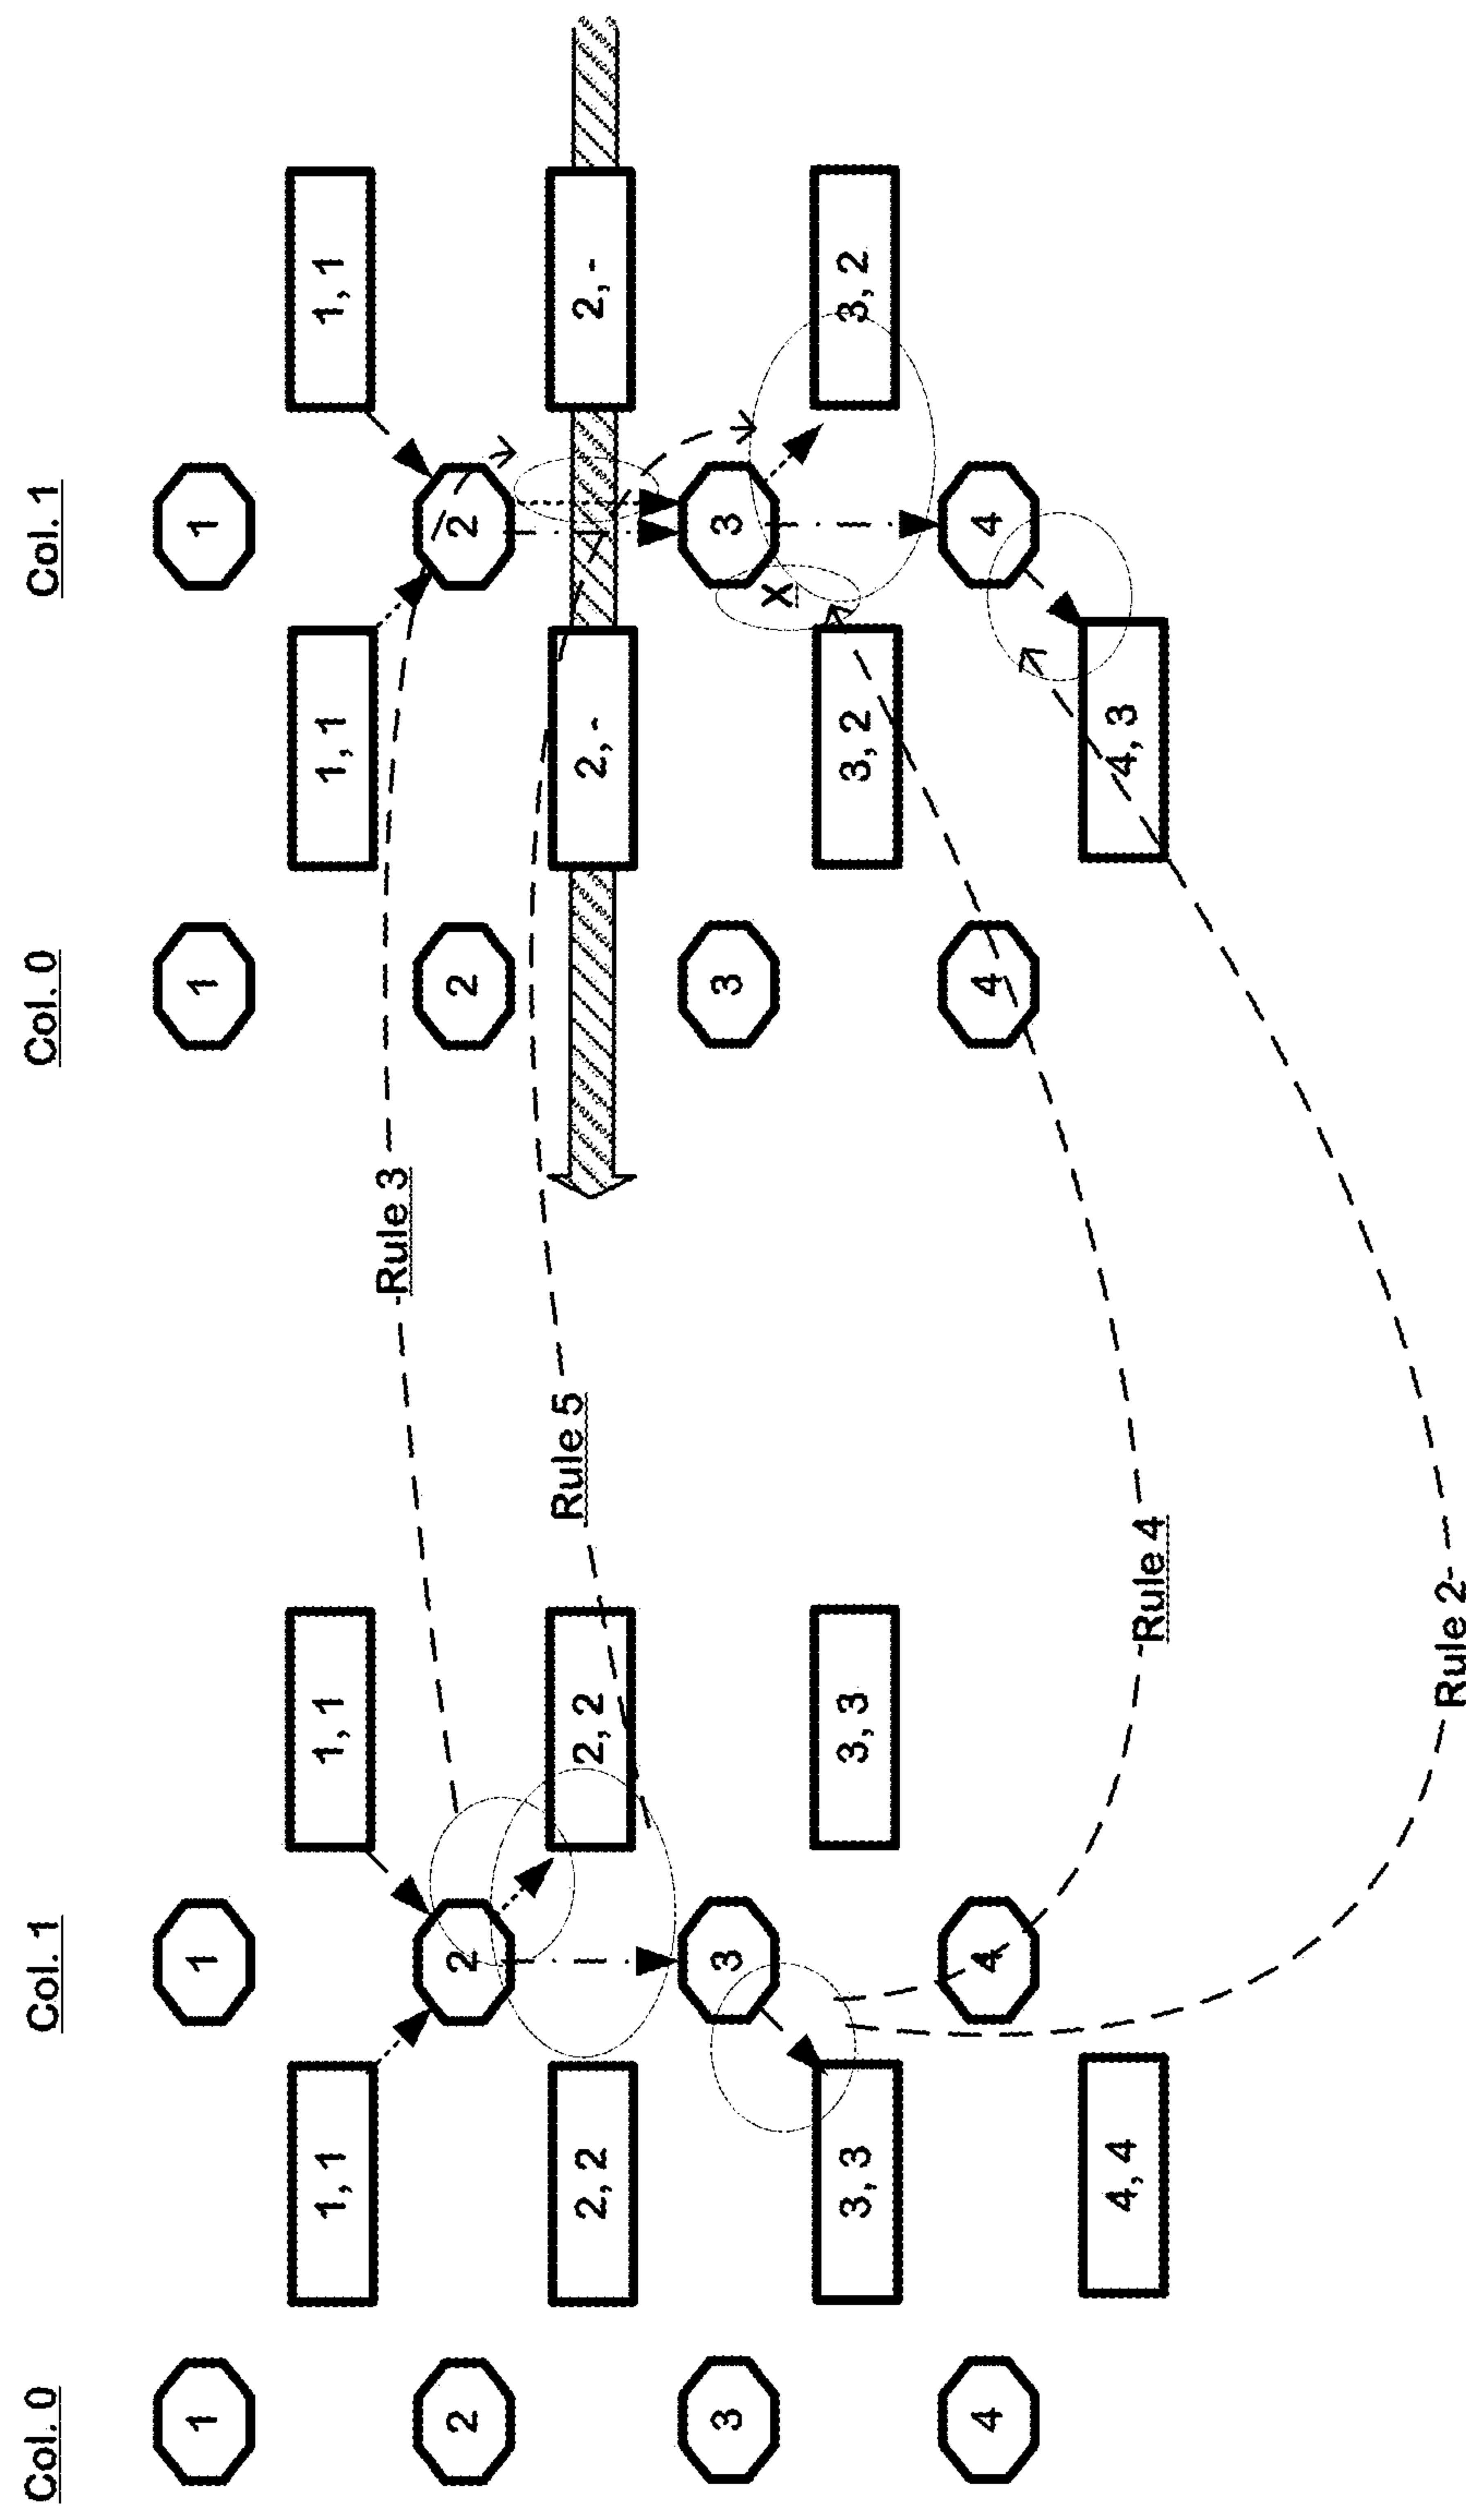 Col. 0 Col. 1 Col. 0 Col. 1
1 1 1 1
1, 1 1, 1 1, 1 1, 1
Rule 3
2 2 2 2
Rule 5
2, 2 2, 2 2, - 2, -
3 3 3 3
X
3, 3 3, 3 3, 2 3, 2
4 4 4 4
4, 4 4, 3
Rule 4
Rule 2